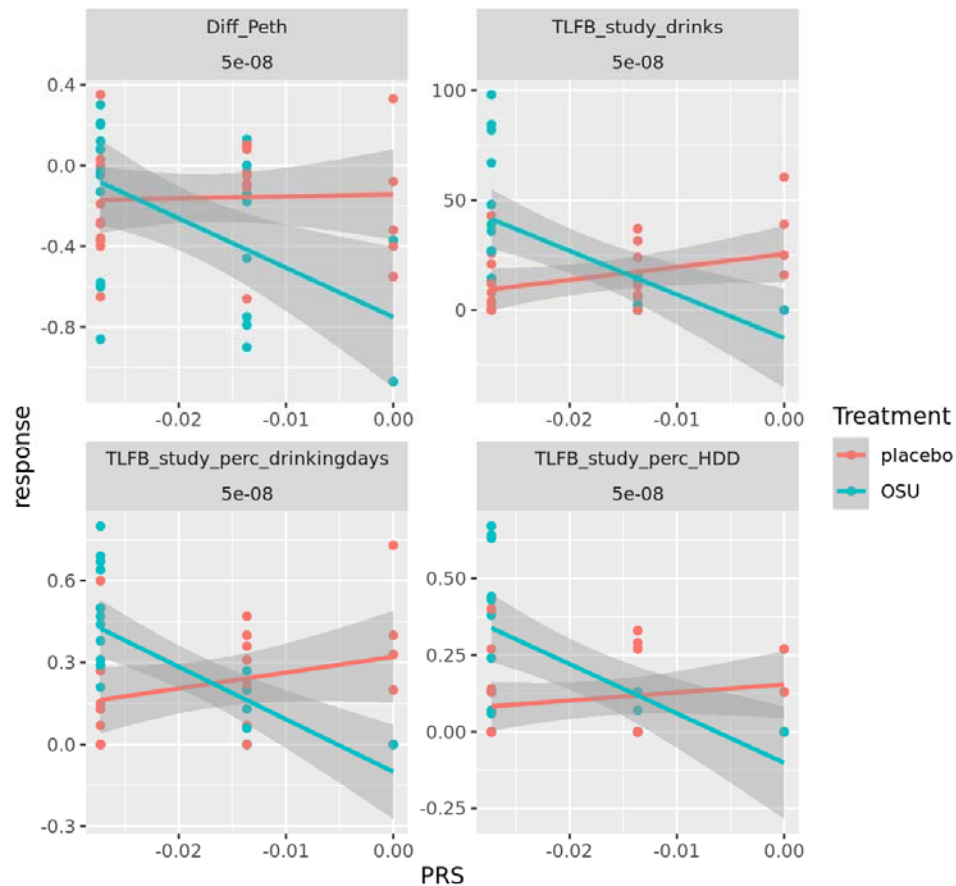 Diff_Peth
5e-08
TLFB_study_drinks
5e-08
0.4
0.0
-0.4
-0.8
-0.02
-0.01
0.00
100
50
0
-0.02
-0.01
0.00
TLFB_study_perc_drinkingdays
5e-08
TLFB_study_perc_HDD
5e-08
0.6
0.3
0.0
-0.3
-0.02
-0.01
0.00
0.50
0.25
0.00
-0.25
-0.02
-0.01
0.00
response
PRS
Treatment
placebo
OSU